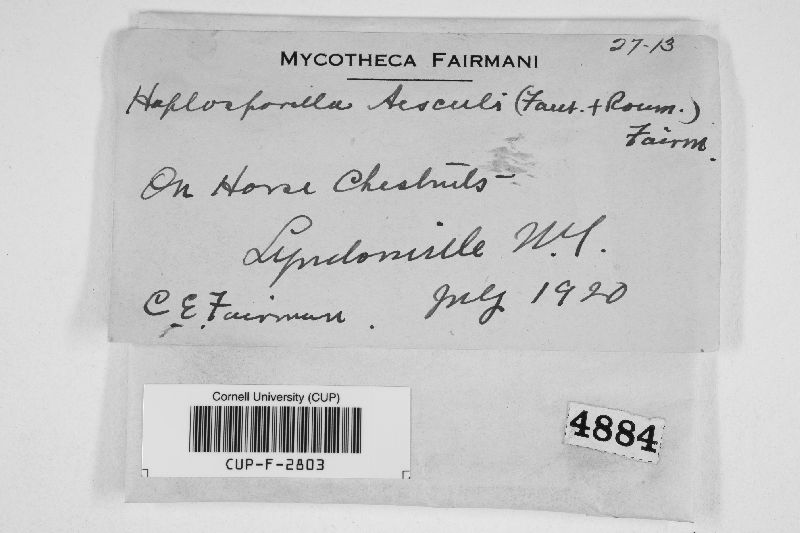 27-13
MYCOTHECA FAIRMANI
Haplosporella Aesculi (Faut. + Roum.)
Fairm.
On Horse Chestnuts
Lyndonville N.Y.
C. E. Fairman. July 1920
Cornell University (CUP)
CUP-F-2803
4884